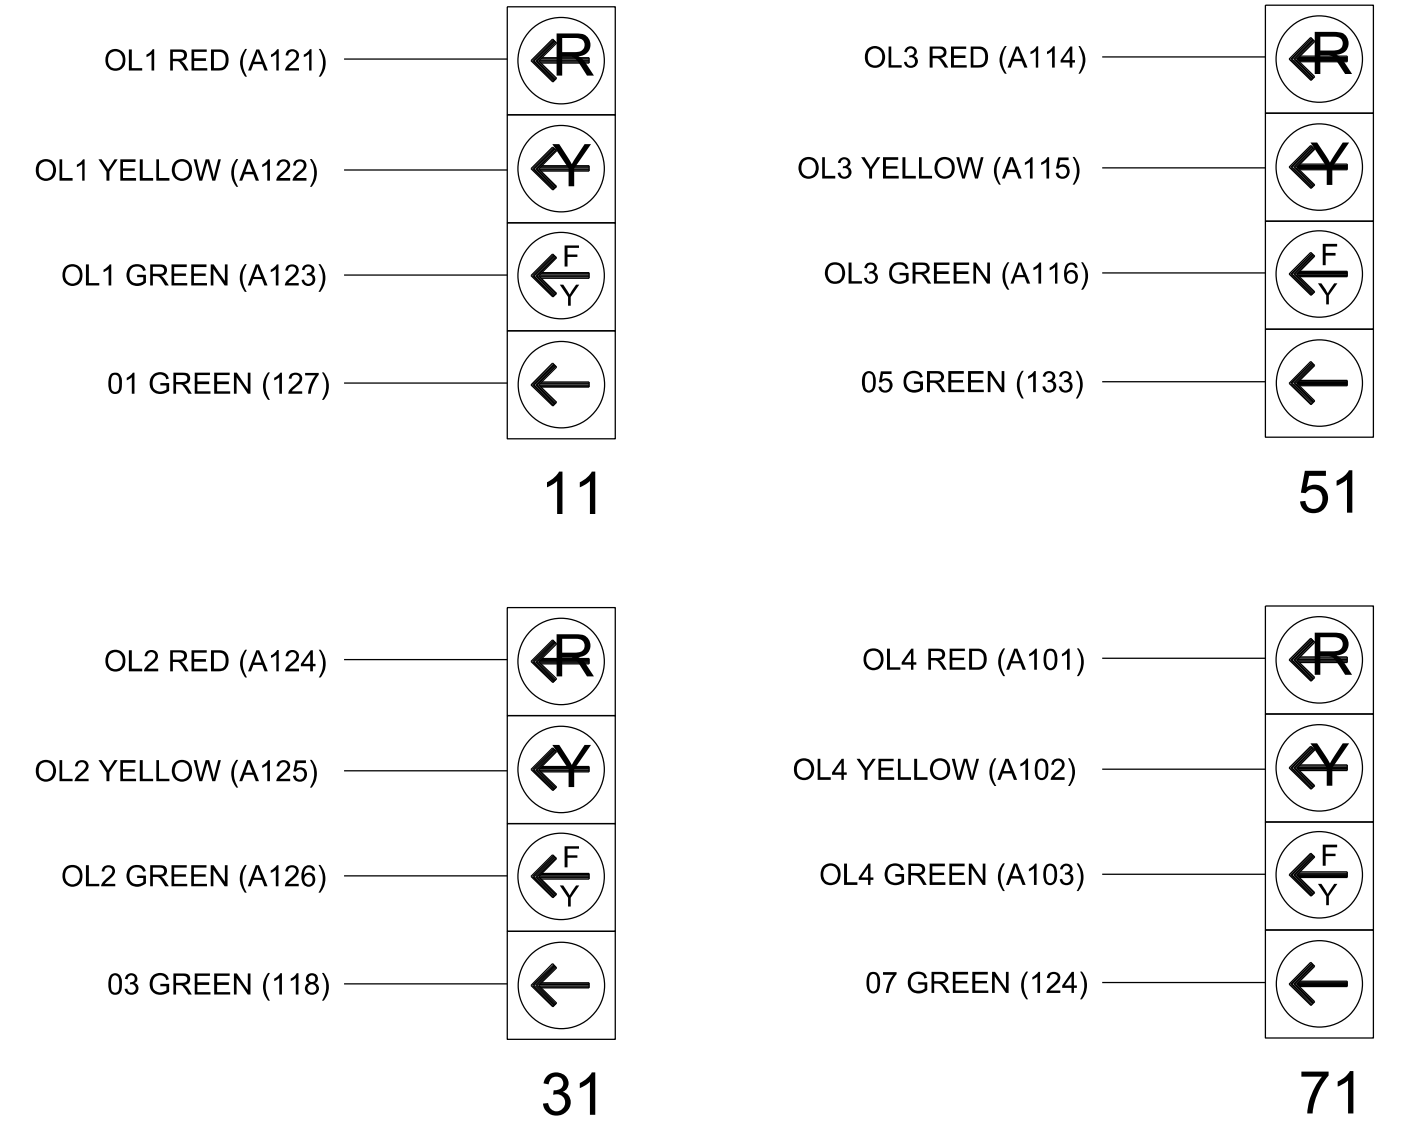 OL1 RED (A121)
R
OL1 YELLOW (A122)
Y
OL1 GREEN (A123)
F
Y
01 GREEN (127)
11
OL3 RED (A114)
R
OL3 YELLOW (A115)
Y
OL3 GREEN (A116)
F
Y
05 GREEN (133)
51
OL2 RED (A124)
R
OL2 YELLOW (A125)
Y
OL2 GREEN (A126)
F
Y
03 GREEN (118)
31
OL4 RED (A101)
R
OL4 YELLOW (A102)
Y
OL4 GREEN (A103)
F
Y
07 GREEN (124)
71